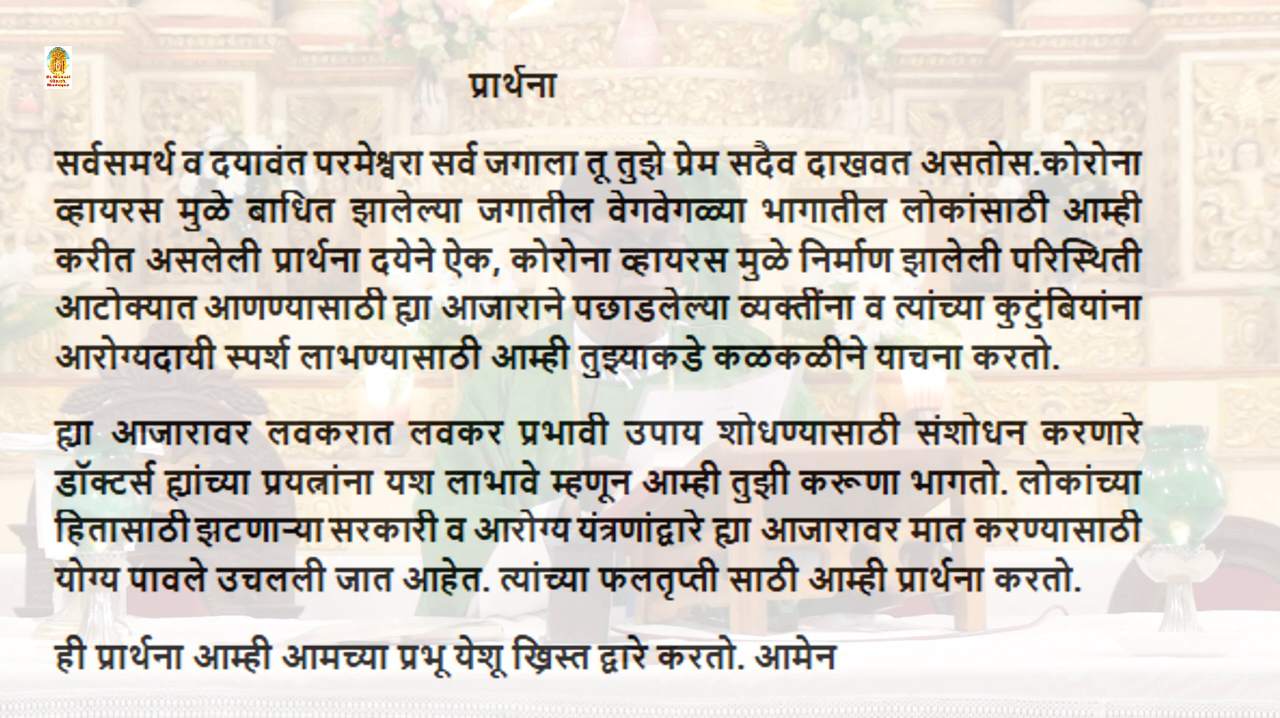 प्रार्थना
सर्वसमर्थ व दयावंत परमेश्वरा सर्व जगाला तू तुझे प्रेम सदैव दाखवत असतोस.कोरोना
व्हायरस मुळे बाधित झालेल्या जगातील वेगवेगळ्या भागातील लोकांसाठी आम्ही
करीत असलेली प्रार्थना दयेने ऐक, कोरोना व्हायरस मुळे निर्माण झालेली परिस्थिती
आटोक्यात आणण्यासाठी ह्या आजाराने पछाडलेल्या व्यक्तींना व त्यांच्या कुटुंबियांना
आरोग्यदायी स्पर्श लाभण्यासाठी आम्ही तुझ्याकडे कळकळीने याचना करतो.
ह्या आजारावर लवकरात लवकर प्रभावी उपाय शोधण्यासाठी संशोधन करणारे
डॉक्टर्स ह्यांच्या प्रयत्नांना यश लाभावे म्हणून आम्ही तुझी करूणा भागतो. लोकांच्या
हितासाठी झटणाऱ्या सरकारी व आरोग्य यंत्रणांद्वारे ह्या आजारावर मात करण्यासाठी
योग्य पावले उचलली जात आहेत. त्यांच्या फलतृप्ती साठी आम्ही प्रार्थना करतो.
ही प्रार्थना आम्ही आमच्या प्रभू येशू ख्रिस्त द्वारे करतो. आमेन